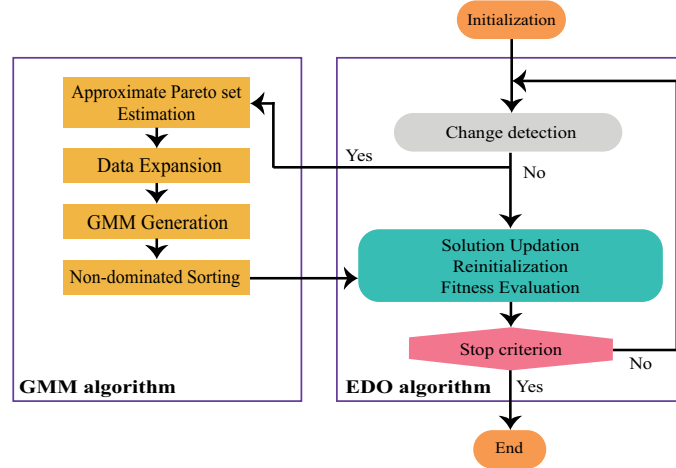 Initialization
Approximate Pareto set
Estimation
Change detection
Yes
No
Data Expansion
GMM Generation
Solution Updation
Reinitialization
Fitness Evaluation
Non-dominated Sorting
Stop criterion
No
GMM algorithm
EDO algorithm
Yes
End